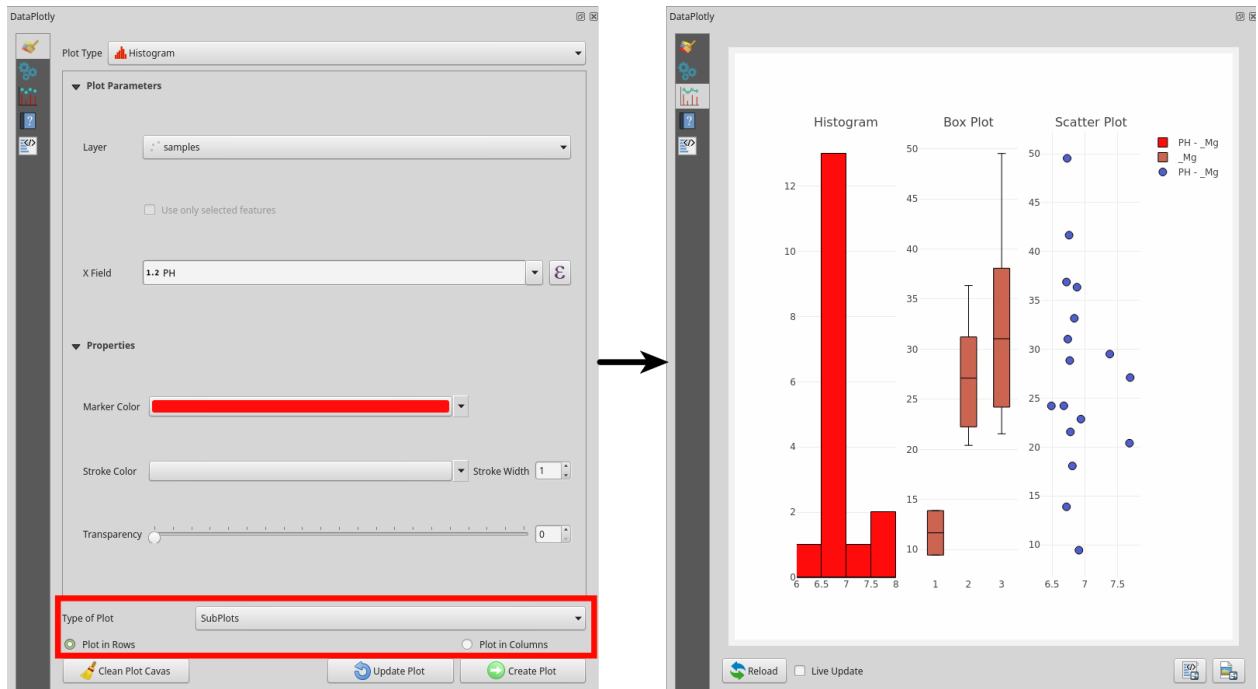 DataPlotly
Plot Type Histogram
Plot Parameters
Layer samples
Use only selected features
X Field 1.2 PH ε
Properties
Marker Color
Stroke Color Stroke Width 1
Transparency 0
Type of Plot SubPlots
Plot in Rows Plot in Columns
Clean Plot Cavas Update Plot Create Plot
DataPlotly
Histogram Box Plot Scatter Plot
PH - _Mg
_Mg
PH - _Mg
12
10
8
6
4
2
0
6 6.5 7 7.5 8
50
45
40
35
30
25
20
15
10
1 2 3
50
45
40
35
30
25
20
15
10
6.5 7 7.5
Reload Live Update